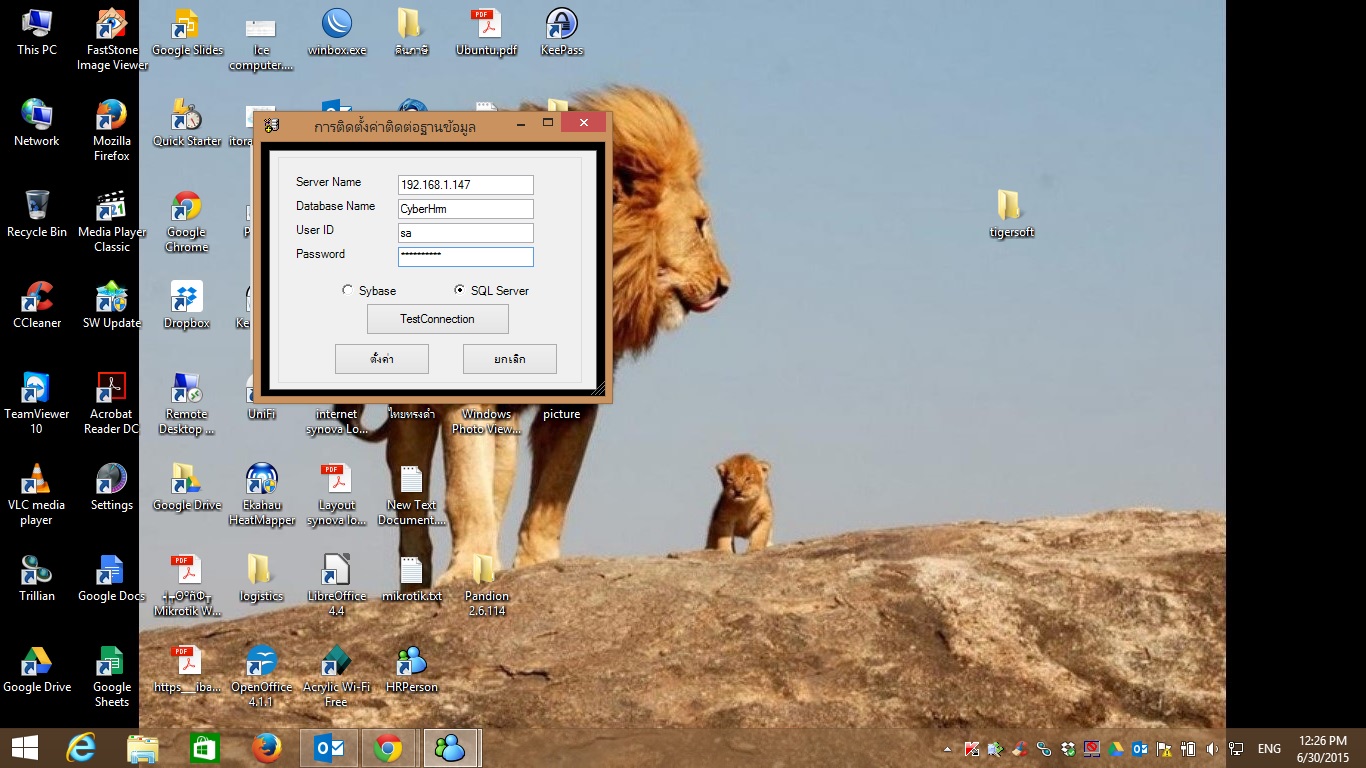 This PC
FastStone
Image Viewer
Google Slides
Ice
computer....
winbox.exe
คืนภาษี
Ubuntu.pdf
KeePass
Network
Mozilla
Firefox
Quick Starter
itora
การติดตั้งค่าติดต่อฐานข้อมูล
Server Name
192.168.1.147
Database Name
CyberHrm
User ID
sa
Password
**********
Sybase
SQL Server
TestConnection
ตั้งค่า
ยกเลิก
tigersoft
Recycle Bin
Media Player
Classic
Google
Chrome
P
CCleaner
SW Update
Dropbox
Ke
TeamViewer
10
Acrobat
Reader DC
Remote
Desktop ...
UniFi
internet
synova Lo...
ไทยทรงดำ
Windows
Photo View...
picture
VLC media
player
Settings
Google Drive
Ekahau
HeatMapper
Layout
synova lo...
New Text
Document....
Trillian
Google Docs
Mikrotik W...
logistics
LibreOffice
4.4
mikrotik.txt
Pandion
2.6.114
Google Drive
Google
Sheets
https___iba...
OpenOffice
4.1.1
Acrylic Wi-Fi
Free
HRPerson
ENG
12:26 PM
6/30/2015